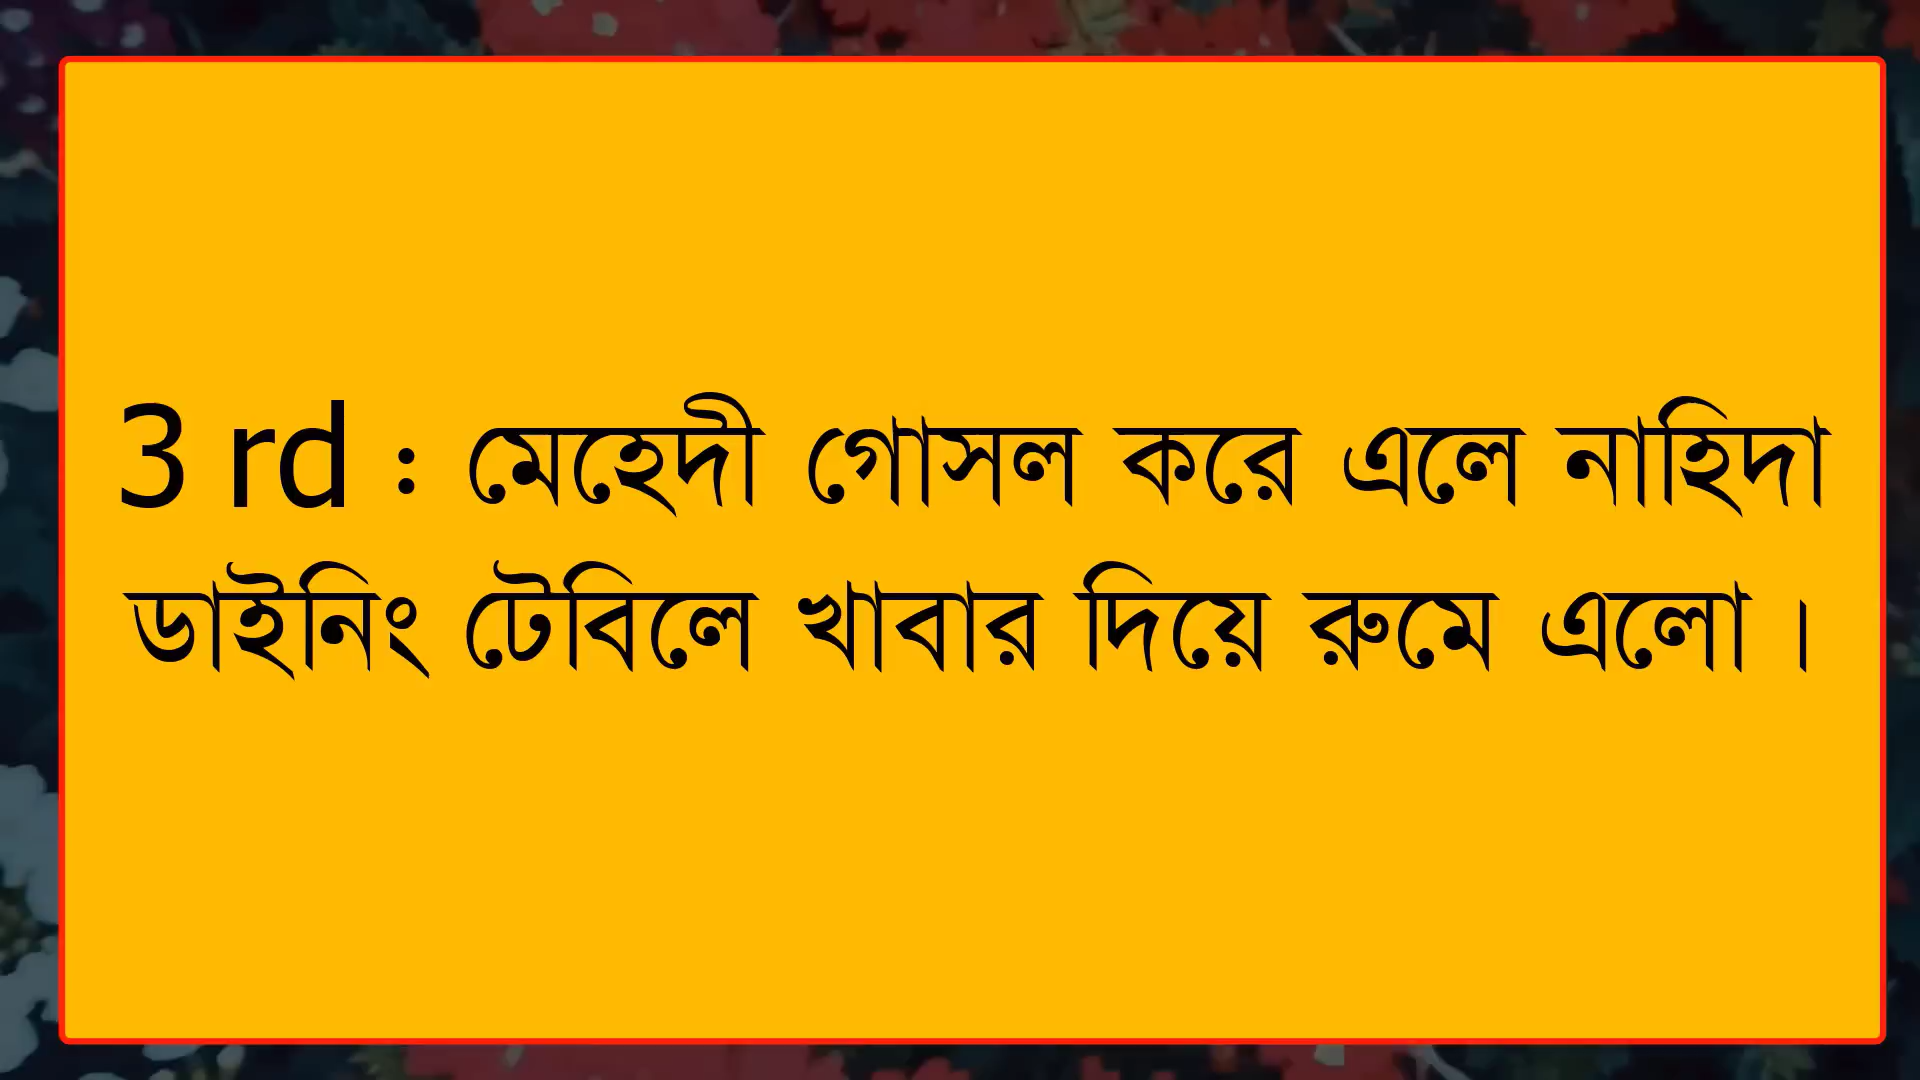 3 rd : মেহেদী গোসল করে এলে নাহিদা
ডাইনিং টেবিলে খাবার দিয়ে রুমে এলো ।